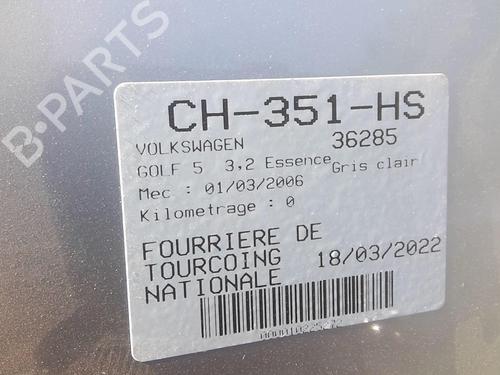 B-PARTS
CH-351-HS
VOLKSWAGEN 36285
GOLF 5 3,2 Essence Gris clair
Mec : 01/03/2006
Kilometrage : 0
FOURRIERE DE
TOURCOING 18/03/2022
NATIONALE